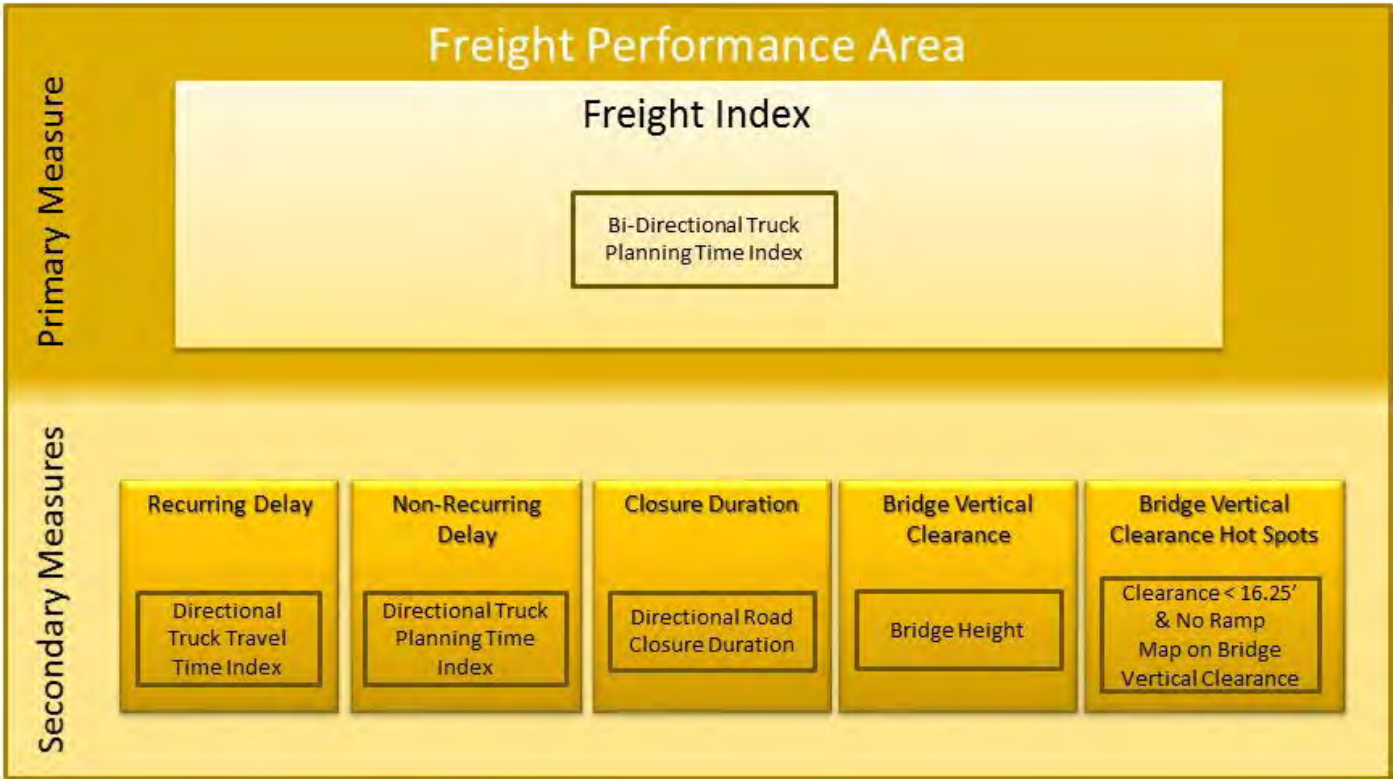 Freight Performance Area
Primary Measure
Freight Index
Bi-Directional Truck
Planning Time Index
Secondary Measures
Recurring Delay
Directional
Truck Travel
Time Index
Non-Recurring
Delay
Directional Truck
Planning Time
Index
Closure Duration
Directional Road
Closure Duration
Bridge Vertical
Clearance
Bridge Height
Bridge Vertical
Clearance Hot Spots
Clearance < 16.25'
& No Ramp
Map on Bridge
Vertical Clearance